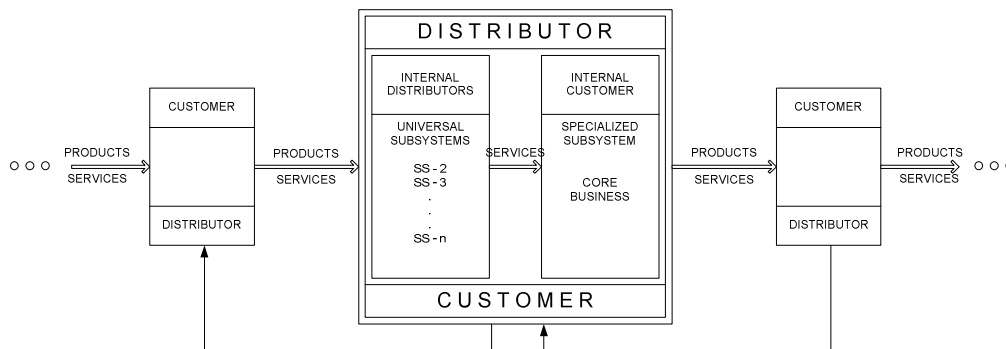 DISTRIBUTOR
INTERNAL
DISTRIBUTORS
UNIVERSAL
SUBSYSTEMS
SS-2
SS-3
.
.
.
SS-n
SERVICES
INTERNAL
CUSTOMER
SPECIALIZED
SUBSYSTEM
CORE
BUSINESS
CUSTOMER
PRODUCTS
SERVICES
CUSTOMER
DISTRIBUTOR
PRODUCTS
SERVICES
PRODUCTS
SERVICES
CUSTOMER
DISTRIBUTOR
PRODUCTS
SERVICES